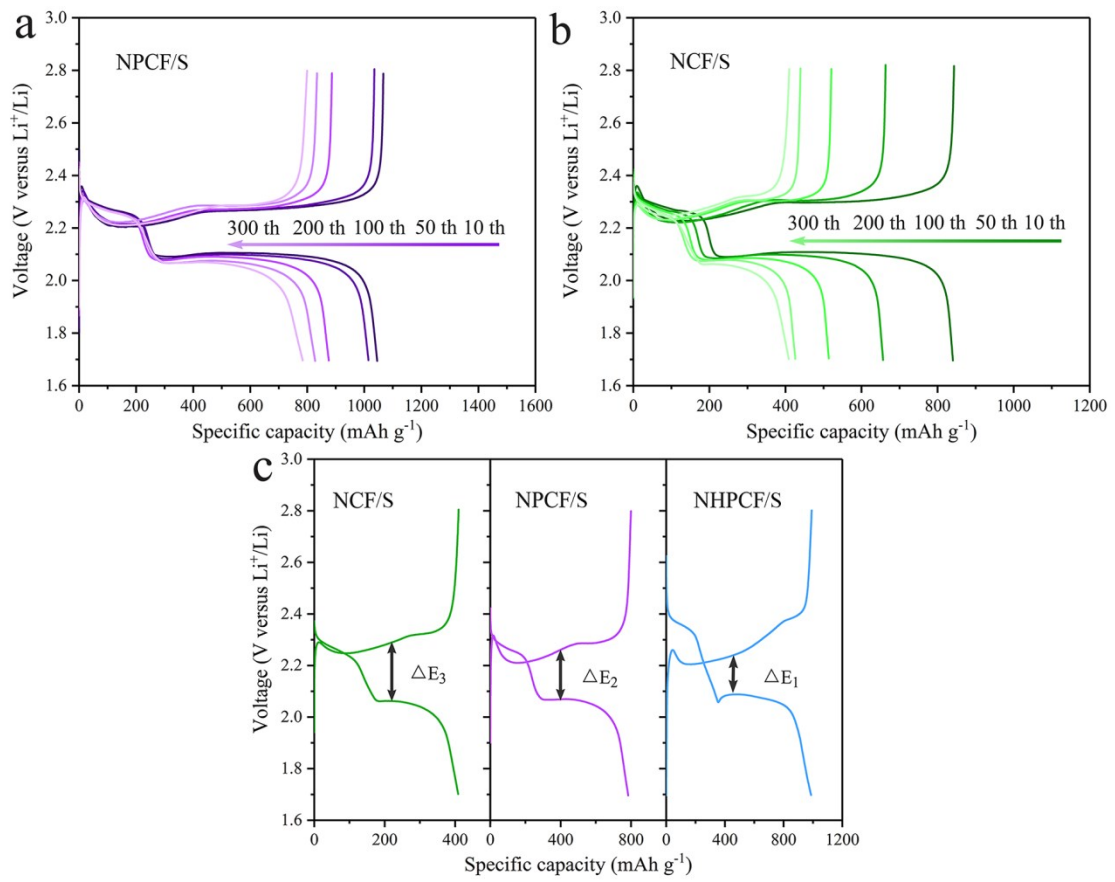 a
NPCF/S
Voltage (V versus Li⁺/Li)
3.0
2.8
2.6
2.4
2.2
2.0
1.8
1.6
300 th 200 th 100 th 50 th 10 th
0 200 400 600 800 1000 1200 1400 1600
Specific capacity (mAh g⁻¹)
b
NCF/S
Voltage (V versus Li⁺/Li)
3.0
2.8
2.6
2.4
2.2
2.0
1.8
1.6
300 th 200 th 100 th 50 th 10 th
0 200 400 600 800 1000 1200
Specific capacity (mAh g⁻¹)
c
Voltage (V versus Li⁺/Li)
3.0
2.8
2.6
2.4
2.2
2.0
1.8
1.6
NCF/S
△E₃
0 200 400
NPCF/S
△E₂
0 400 800
NHPCF/S
△E₁
0 300 600 900 1200
Specific capacity (mAh g⁻¹)